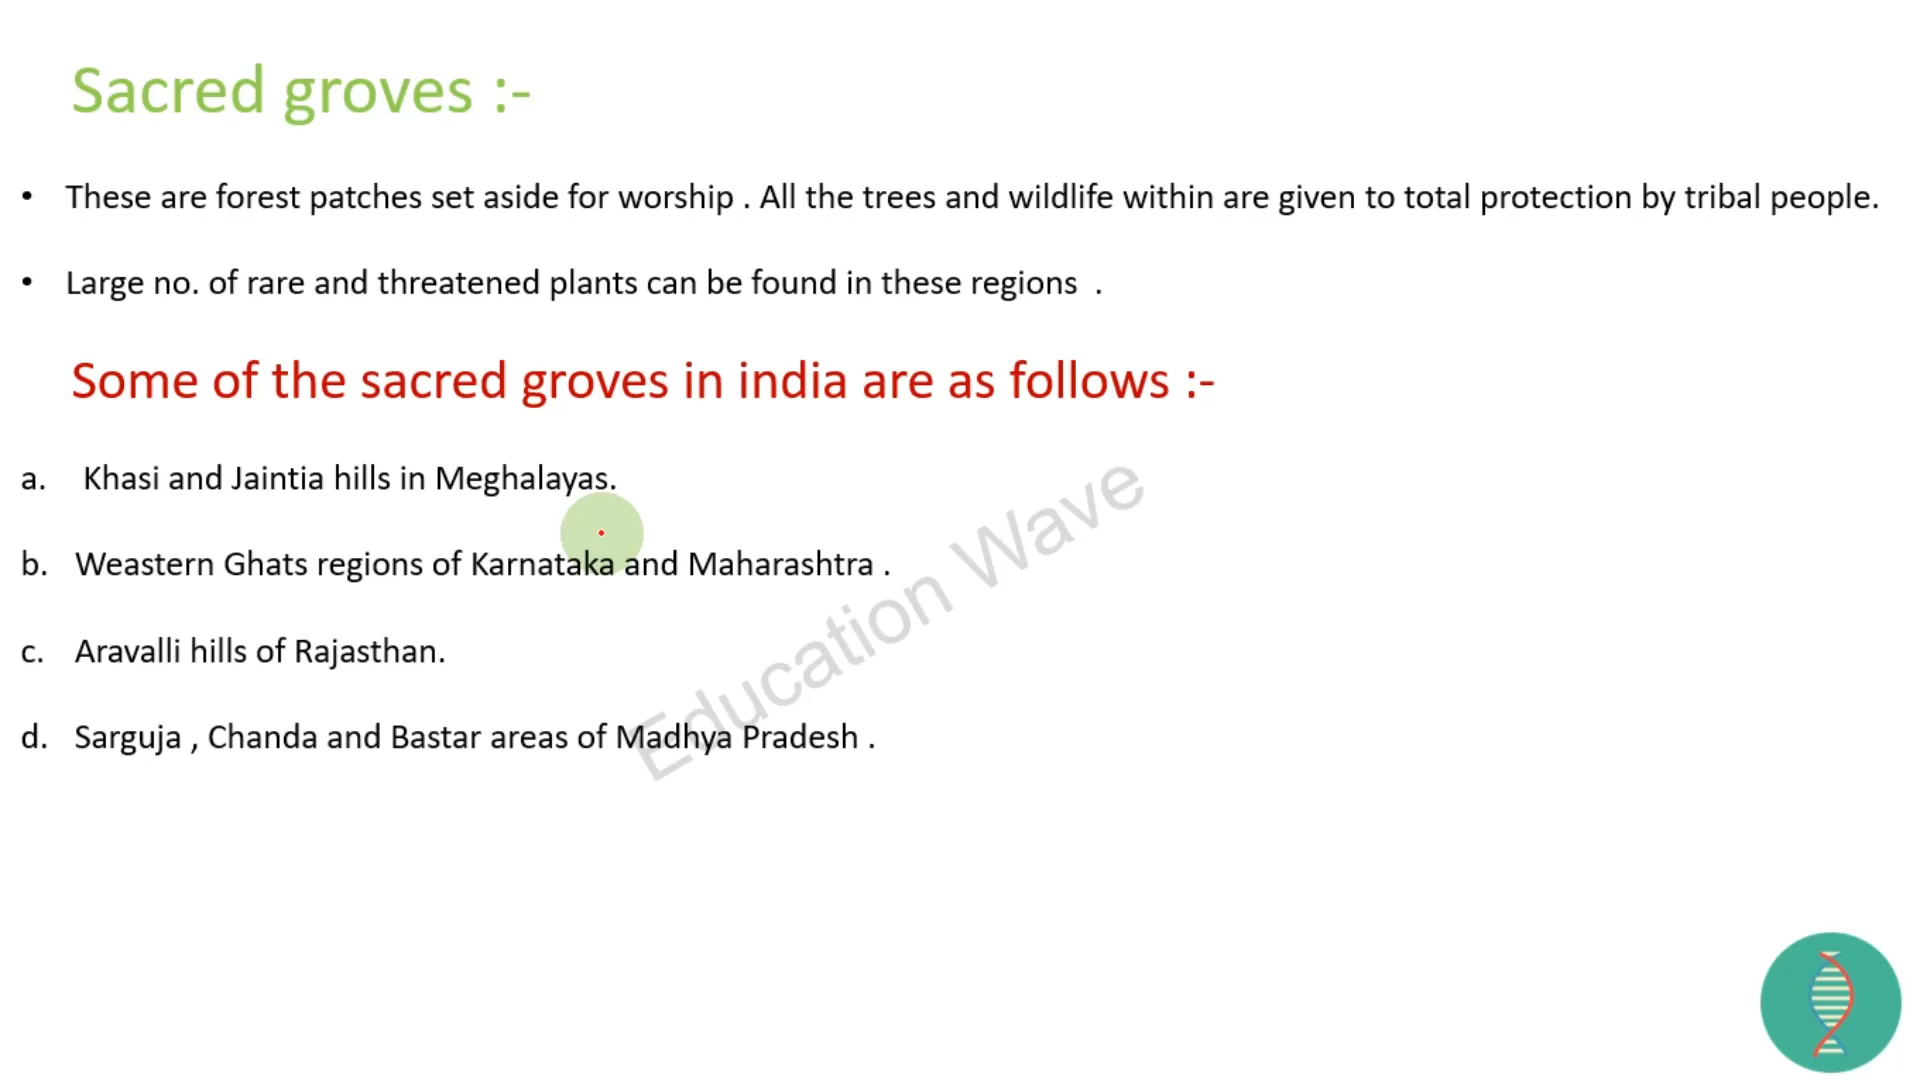 Sacred groves :-
• These are forest patches set aside for worship . All the trees and wildlife within are given to total protection by tribal people.
• Large no. of rare and threatened plants can be found in these regions .
Some of the sacred groves in india are as follows :-
a. Khasi and Jaintia hills in Meghalayas.
b. Weastern Ghats regions of Karnataka and Maharashtra .
c. Aravalli hills of Rajasthan.
d. Sarguja , Chanda and Bastar areas of Madhya Pradesh .
Education Wave